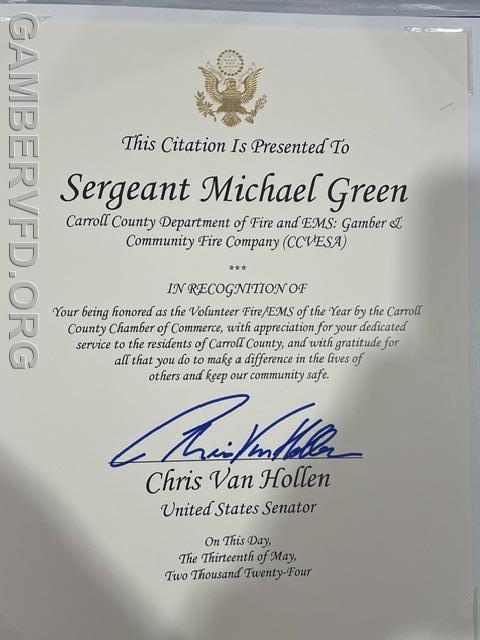 This Citation Is Presented To
Sergeant Michael Green
Carroll County Department of Fire and EMS: Gamber &
Community Fire Company (CCVESA)
***
IN RECOGNITION OF
Your being honored as the Volunteer Fire/EMS of the Year by the Carroll
County Chamber of Commerce, with appreciation for your dedicated
service to the residents of Carroll County, and with gratitude for
all that you do to make a difference in the lives of
others and keep our community safe.
Chris Van Hollen
Chris Van Hollen
United States Senator
On This Day,
The Thirteenth of May,
Two Thousand Twenty-Four
GAMBERVFD.ORG